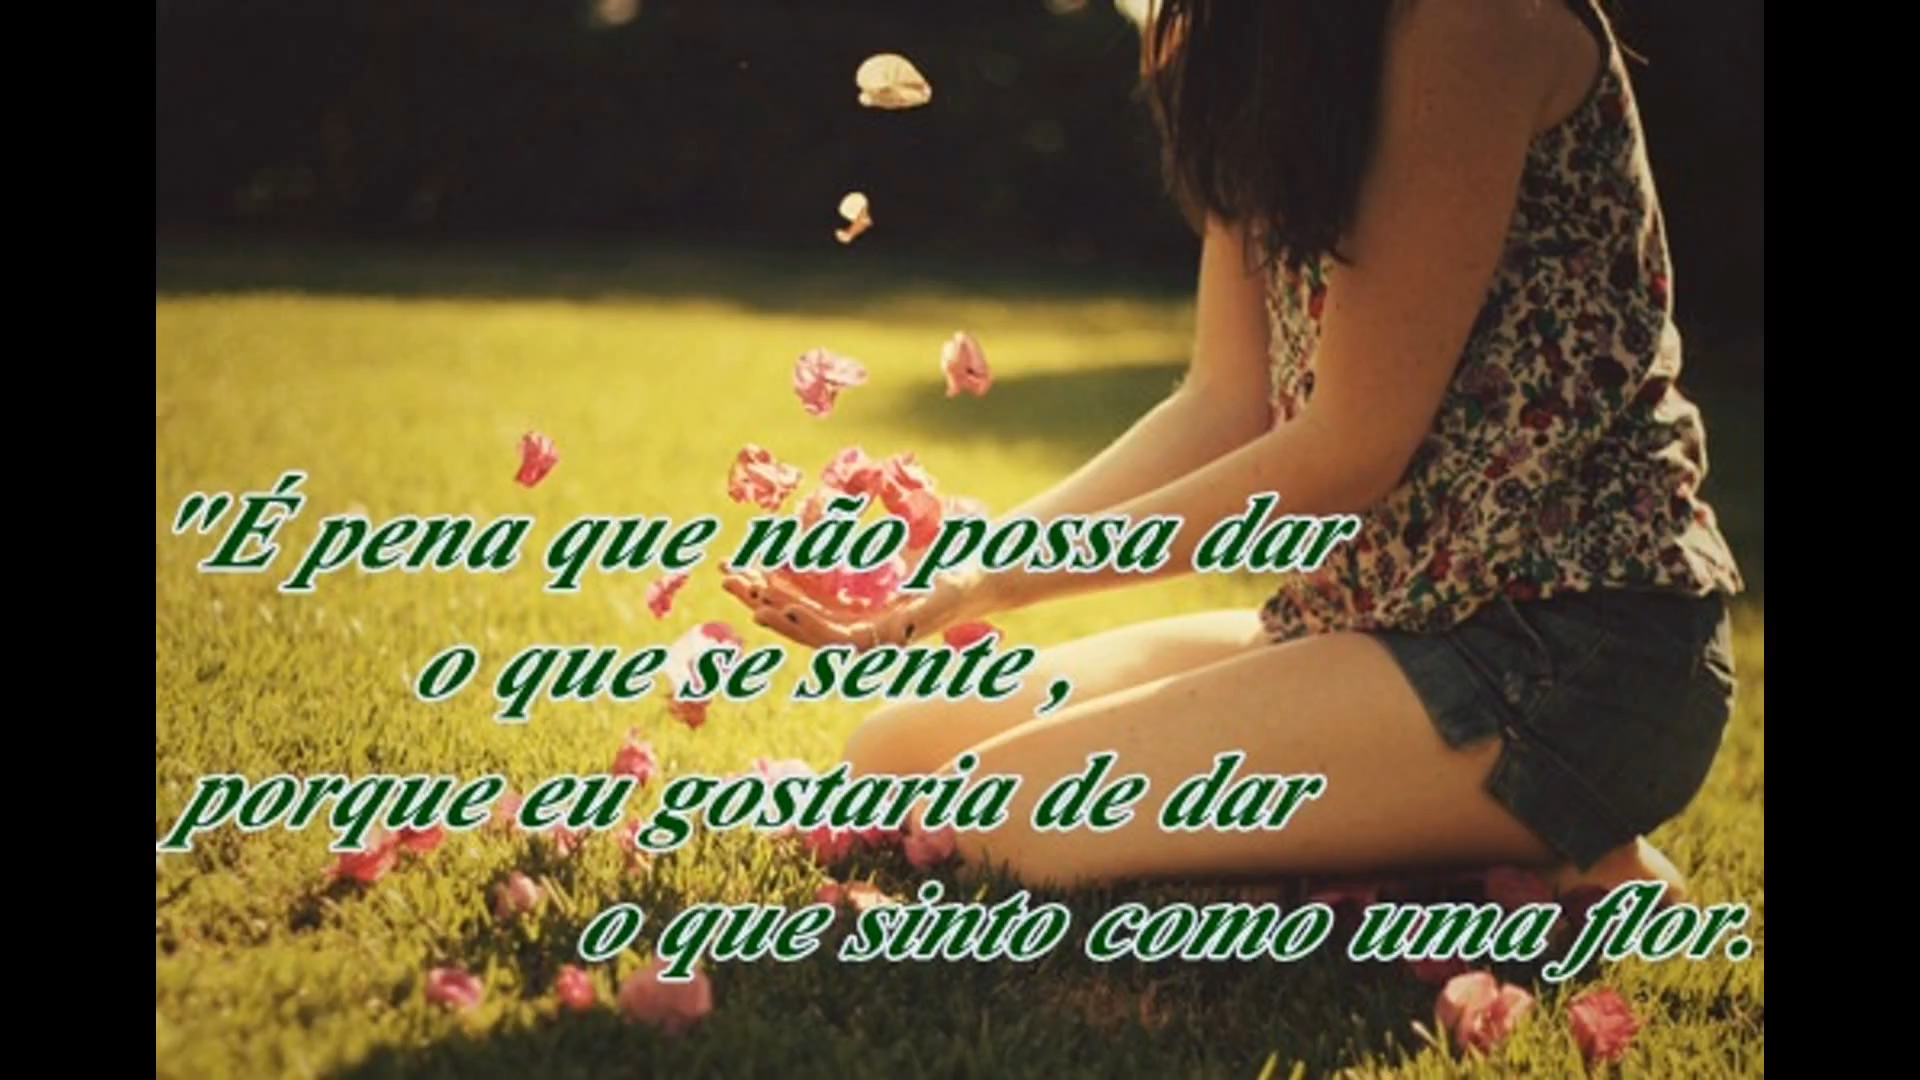 "É pena que não possa dar
o que se sente ,
porque eu gostaria de dar
o que sinto como uma flor.